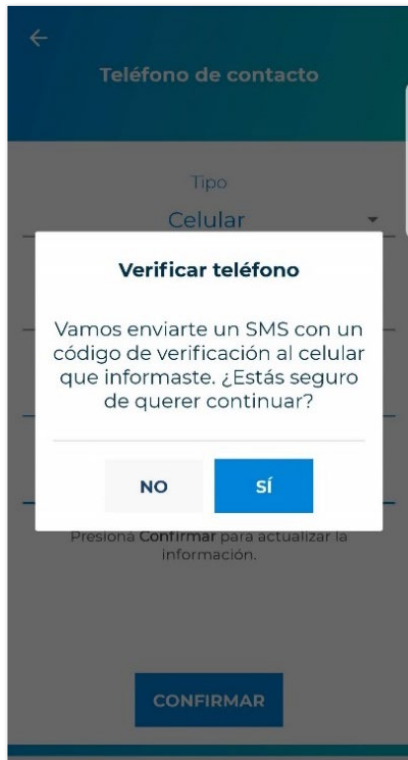 Teléfono de contacto
Tipo
Celular
Verificar teléfono
Vamos enviarte un SMS con un
código de verificación al celular
que informaste. ¿Estás seguro
de querer continuar?
NO
SÍ
Presioná Confirmar para actualizar la
información.
CONFIRMAR